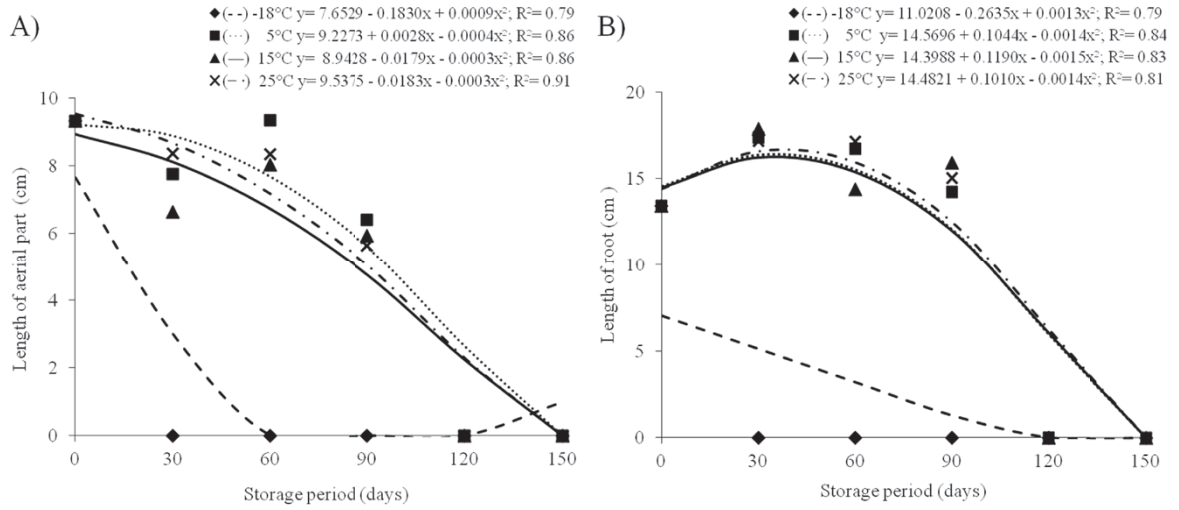 A)
(- -) -18°C y= 7.6529 - 0.1830x + 0.0009x²; R²= 0.79
(···) 5°C y= 9.2273 + 0.0028x - 0.0004x²; R²= 0.86
(—) 15°C y= 8.9428 - 0.0179x - 0.0003x²; R²= 0.86
(– ·) 25°C y= 9.5375 - 0.0183x - 0.0003x²; R²= 0.91
10
8
6
4
2
0
Length of aerial part (cm)
0 30 60 90 120 150
Storage period (days)
B)
(- -) -18°C y= 11.0208 - 0.2635x + 0.0013x²; R²= 0.79
(···) 5°C y= 14.5696 + 0.1044x - 0.0014x²; R²= 0.84
(—) 15°C y= 14.3988 + 0.1190x - 0.0015x²; R²= 0.83
(– ·) 25°C y= 14.4821 + 0.1010x - 0.0014x²; R²= 0.81
20
15
10
5
0
Length of root (cm)
0 30 60 90 120 150
Storage period (days)